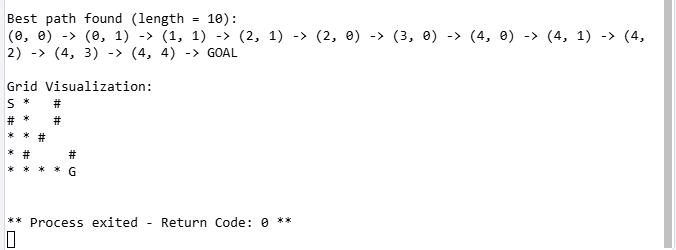 Best path found (length = 10):
(0, 0) -> (0, 1) -> (1, 1) -> (2, 1) -> (2, 0) -> (3, 0) -> (4, 0) -> (4, 1) -> (4,
2) -> (4, 3) -> (4, 4) -> GOAL
Grid Visualization:
S *   #
# *   #
* * #
* #     #
* * * * G
** Process exited - Return Code: 0 **